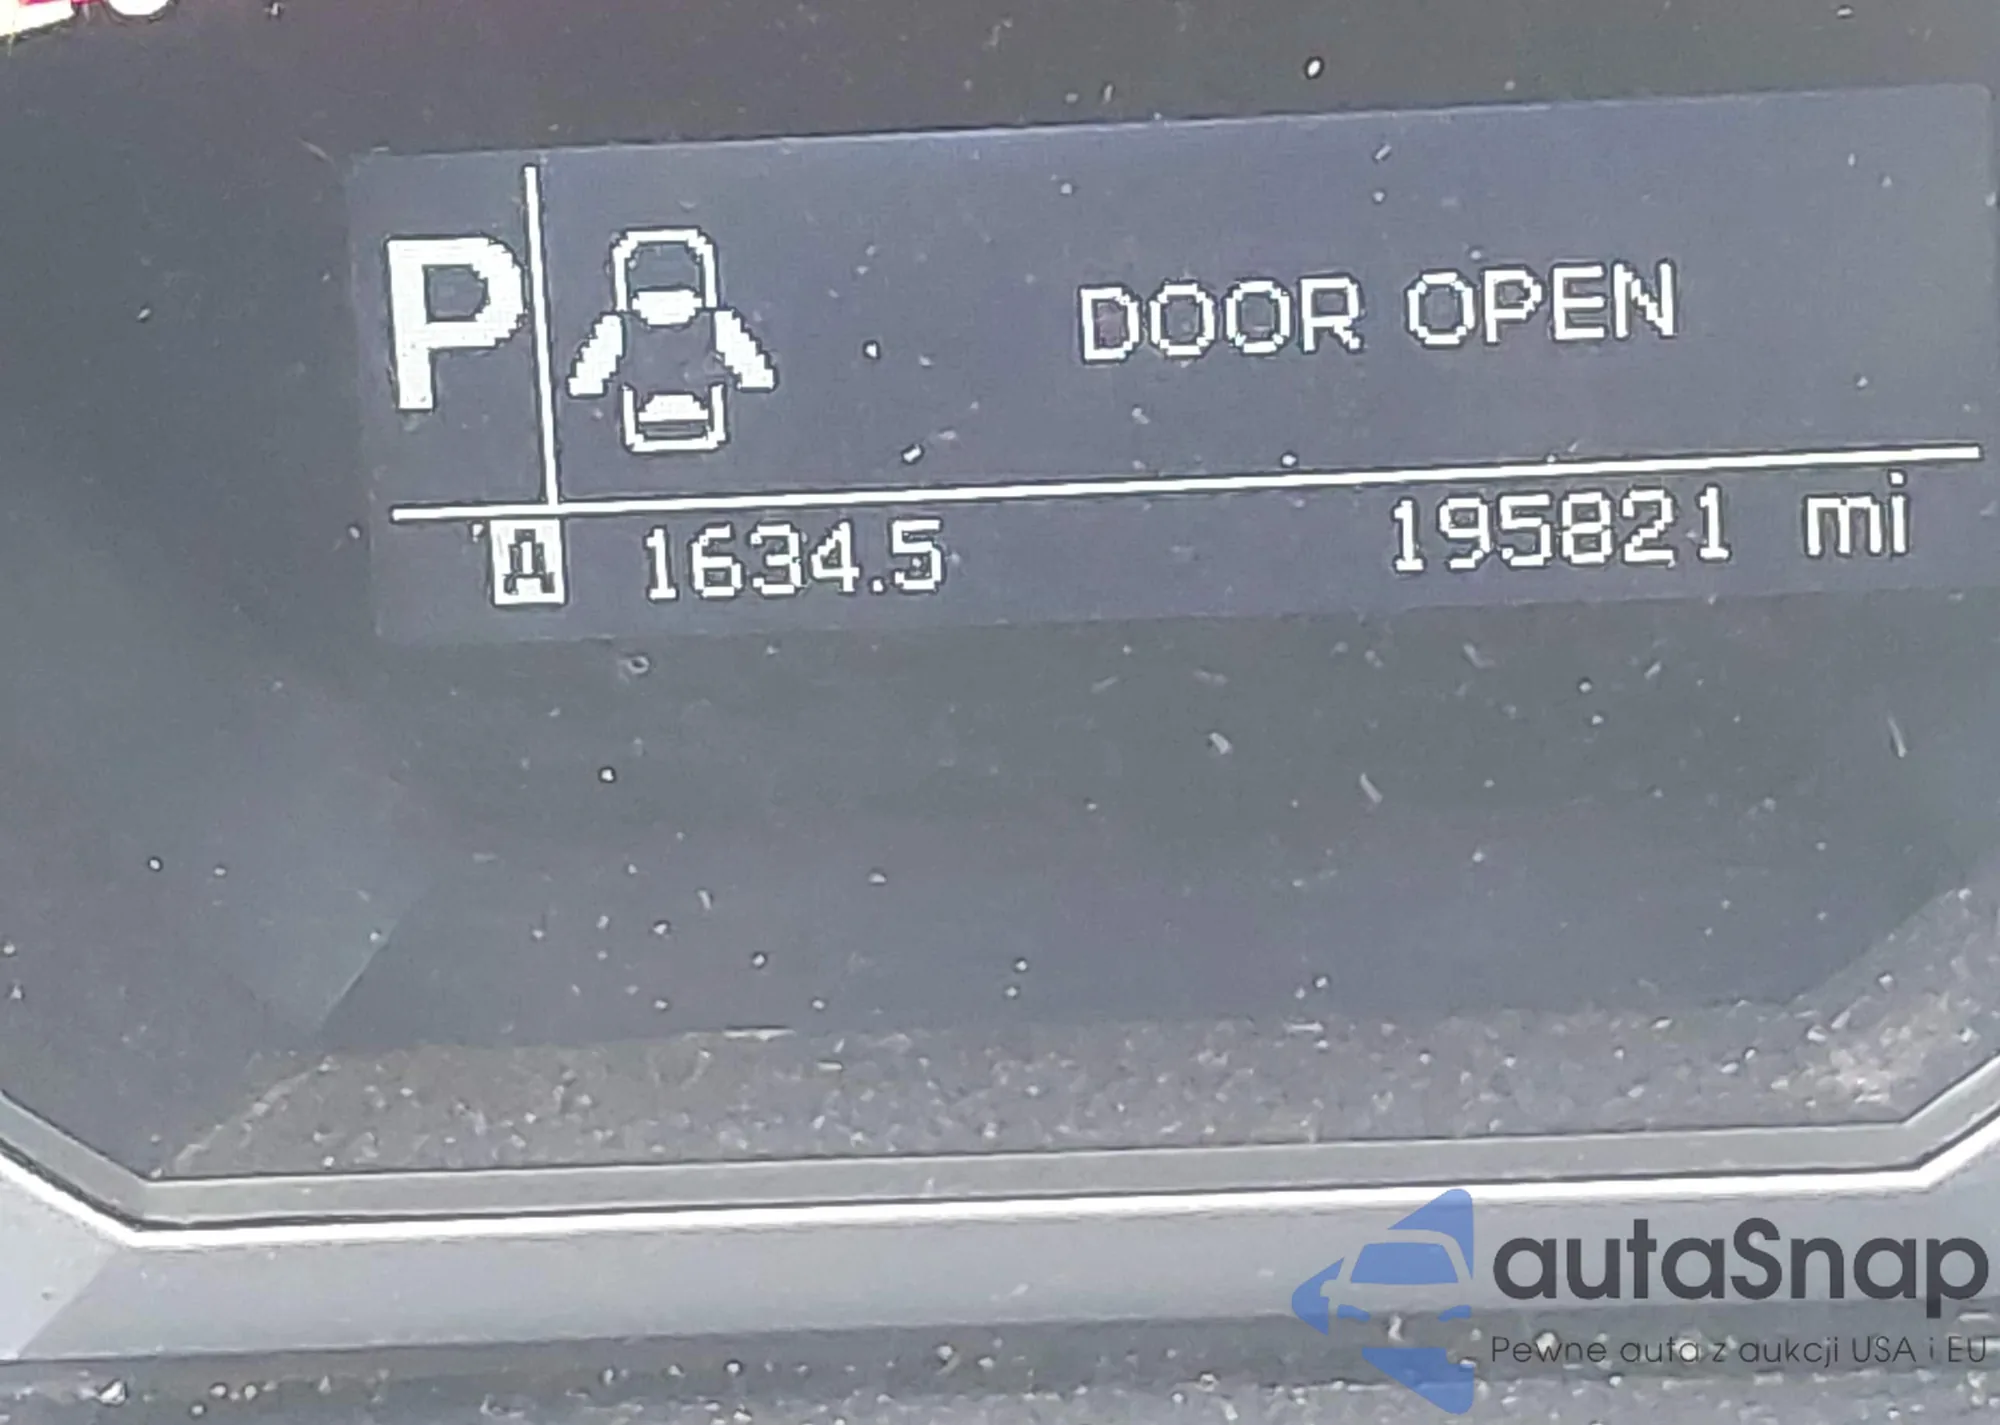 P
DOOR OPEN
A 1634.5 195821 mi
autaSnap
Pewne auta z aukcji USA i EU